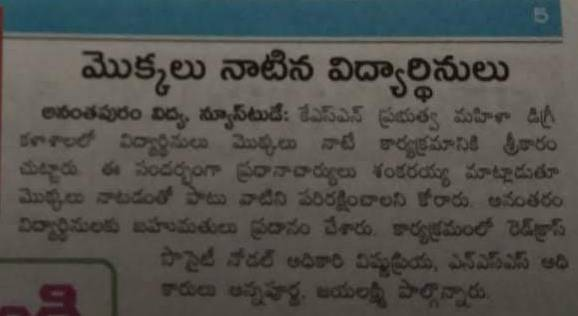 5
మొక్కలు నాటిన విద్యార్థినులు
అనంతపురం విద్య, న్యూస్‌టుడే: కేఎస్ఎన్ ప్రభుత్వ మహిళా డిగ్రీ
కళాశాలలో విద్యార్థినులు మొక్కలు నాటే కార్యక్రమానికి శ్రీకారం
చుట్టారు. ఈ సందర్భంగా ప్రధానాచార్యులు శంకరయ్య మాట్లాడుతూ
మొక్కలు నాటడంతో పాటు వాటిని పరిరక్షించాలని కోరారు. అనంతరం
విద్యార్థినులకు బహుమతులు ప్రదానం చేశారు. కార్యక్రమంలో రెడ్‌క్రాస్
సొసైటీ నోడల్ అధికారి విష్ణుప్రియ, ఎన్ఎస్ఎస్ అధి
కారులు అన్నపూర్ణ, జయలక్ష్మి పాల్గొన్నారు.